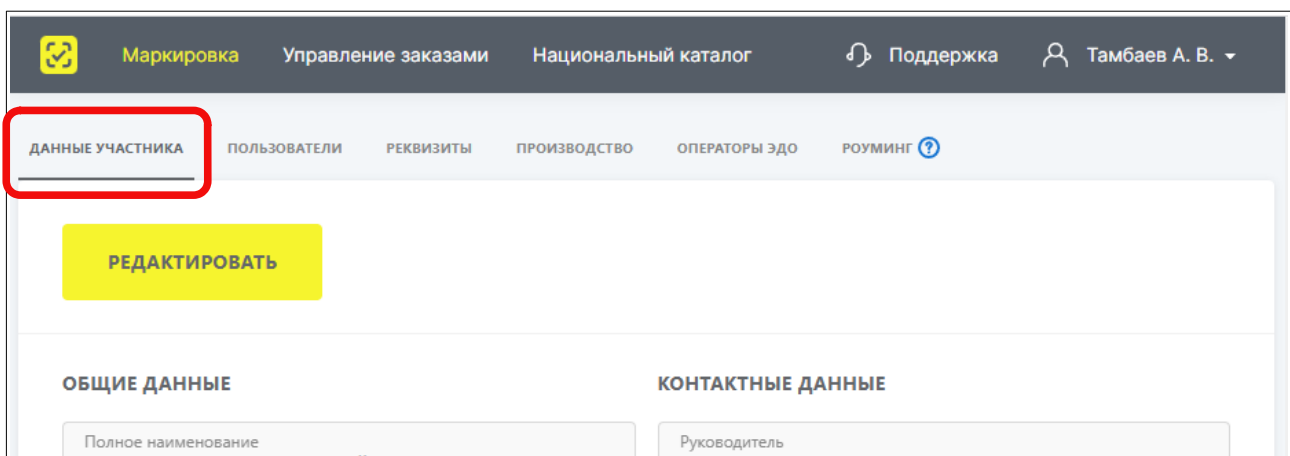 Маркировка Управление заказами Национальный каталог Поддержка Тамбаев А. В.
ДАННЫЕ УЧАСТНИКА ПОЛЬЗОВАТЕЛИ РЕКВИЗИТЫ ПРОИЗВОДСТВО ОПЕРАТОРЫ ЭДО РОУМИНГ ?
РЕДАКТИРОВАТЬ
ОБЩИЕ ДАННЫЕ КОНТАКТНЫЕ ДАННЫЕ
Полное наименование Руководитель